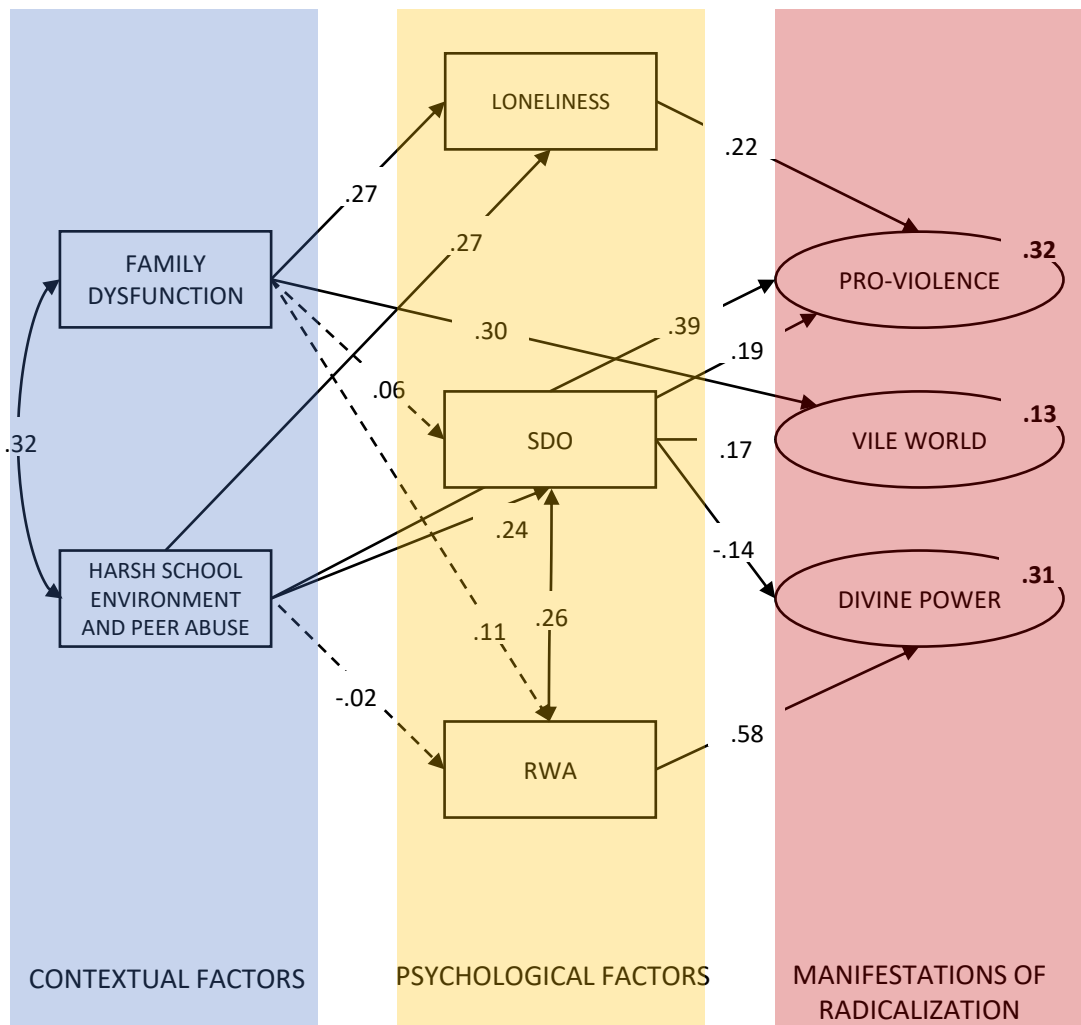 LONELINESS
.22
.27
.27
FAMILY
DYSFUNCTION
.32
PRO-VIOLENCE
.30
.39
.19
.06
.13
SDO
.17
VILE WORLD
.32
.24
-.14
.31
HARSH SCHOOL
ENVIRONMENT
AND PEER ABUSE
DIVINE POWER
.11
.26
-.02
.58
RWA
CONTEXTUAL FACTORS
PSYCHOLOGICAL FACTORS
MANIFESTATIONS OF
RADICALIZATION